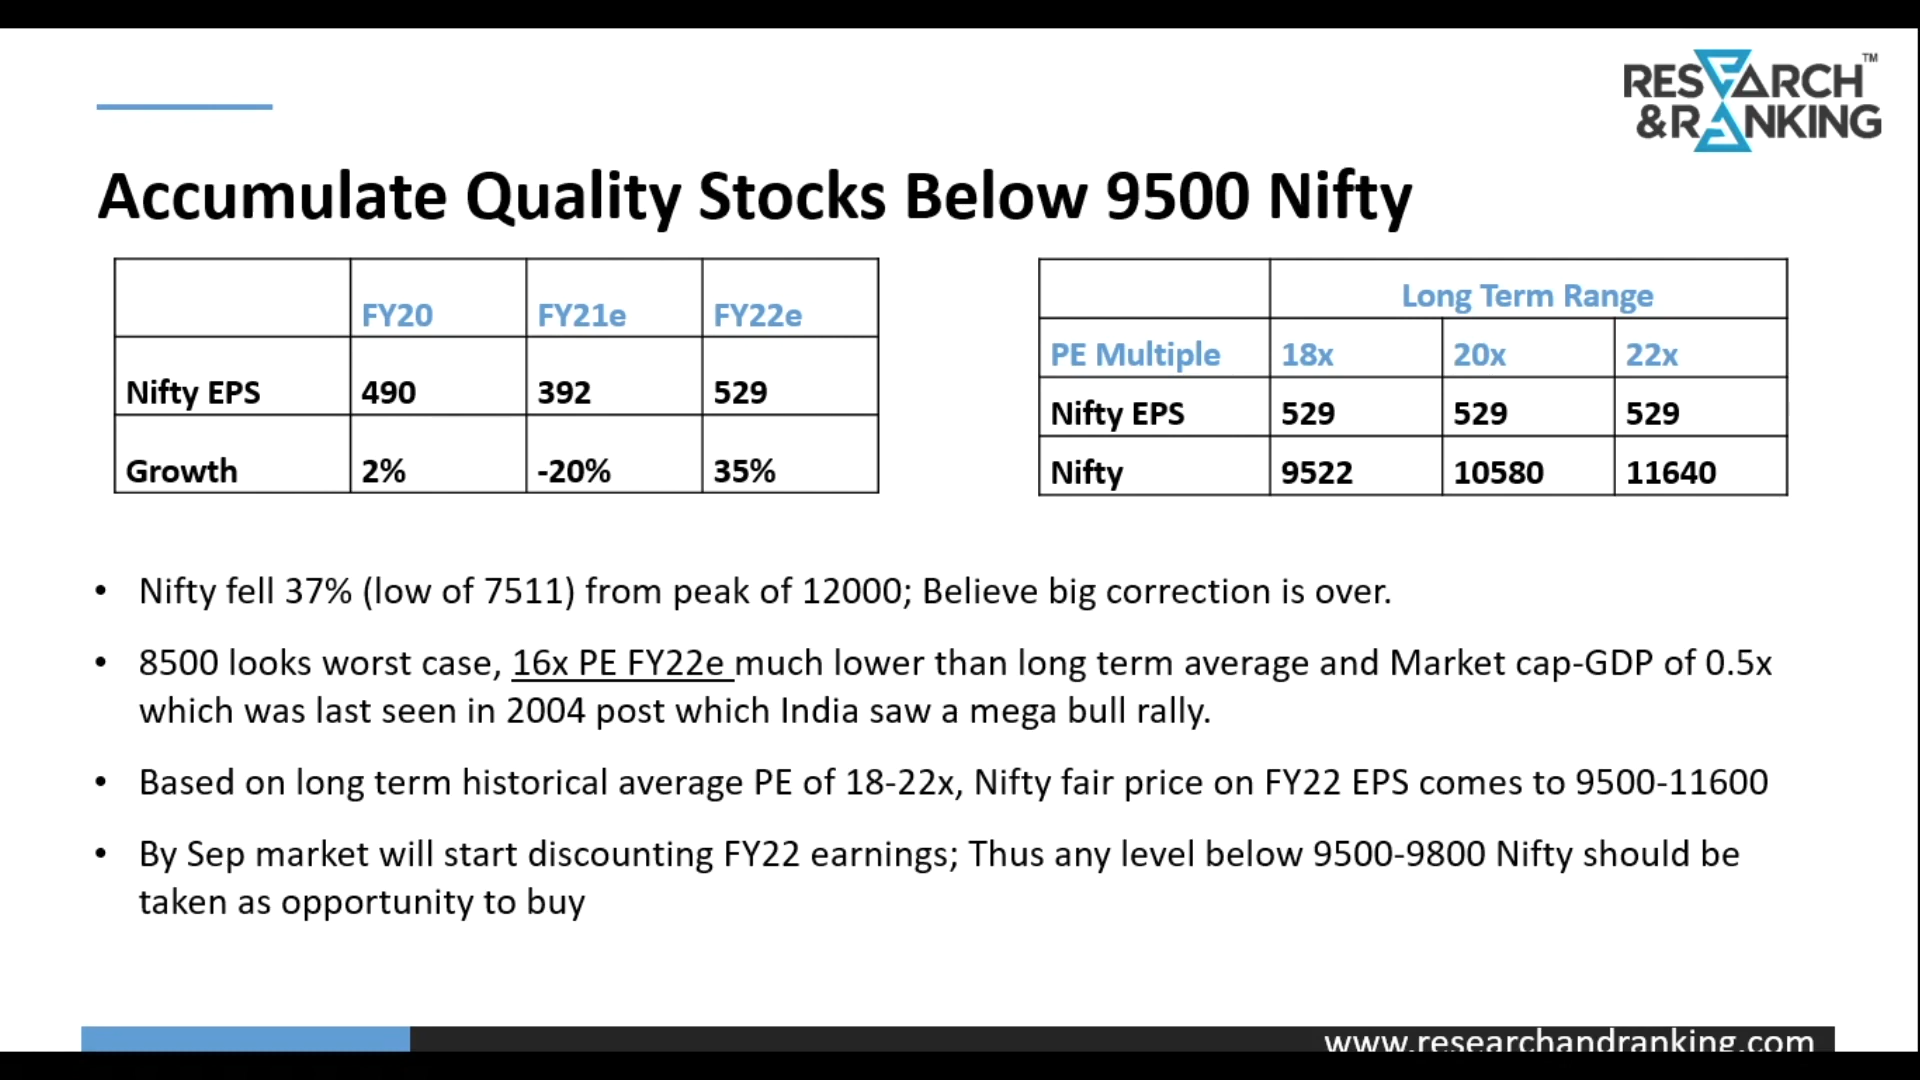 RESEARCH™
&RANKING
Accumulate Quality Stocks Below 9500 Nifty
FY20 FY21e FY22e
Nifty EPS 490 392 529
Growth 2% -20% 35%
Long Term Range
PE Multiple 18x 20x 22x
Nifty EPS 529 529 529
Nifty 9522 10580 11640
• Nifty fell 37% (low of 7511) from peak of 12000; Believe big correction is over.
• 8500 looks worst case, 16x PE FY22e much lower than long term average and Market cap-GDP of 0.5x
which was last seen in 2004 post which India saw a mega bull rally.
• Based on long term historical average PE of 18-22x, Nifty fair price on FY22 EPS comes to 9500-11600
• By Sep market will start discounting FY22 earnings; Thus any level below 9500-9800 Nifty should be
taken as opportunity to buy
www.researchandranking.com